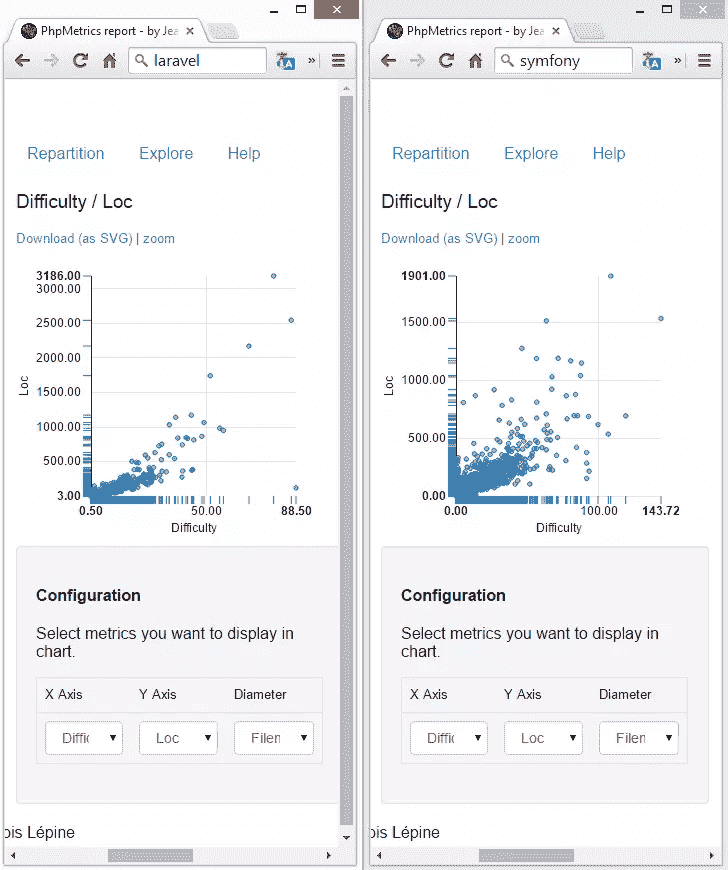 PhpMetrics report - by Jea
laravel
Repartition Explore Help
Difficulty / Loc
Download (as SVG) | zoom
3186.00
3000.00
2500.00
2000.00
1500.00
1000.00
500.00
3.00
Loc
0.50 50.00 88.50
Difficulty
Configuration
Select metrics you want to display in
chart.
X Axis Y Axis Diameter
Diffic Loc Filen
ois Lépine
PhpMetrics report - by Jea
symfony
Repartition Explore Help
Difficulty / Loc
Download (as SVG) | zoom
1901.00
1500.00
1000.00
500.00
0.00
Loc
0.00 100.00 143.72
Difficulty
Configuration
Select metrics you want to display in
chart.
X Axis Y Axis Diameter
Diffic Loc Filen
ois Lépine